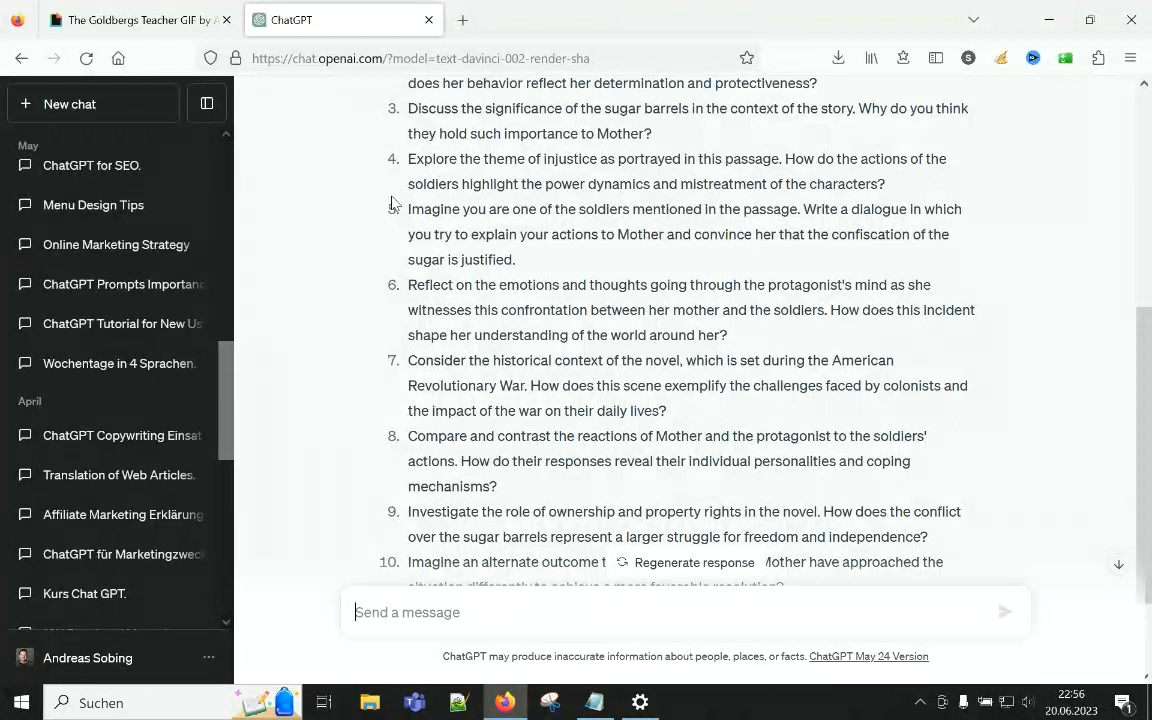 The Goldbergs Teacher GIF by A
ChatGPT
https://chat.openai.com/?model=text-davinci-002-render-sha
S
New chat
May
ChatGPT for SEO.
Menu Design Tips
Online Marketing Strategy
ChatGPT Prompts Importanc
ChatGPT Tutorial for New Us
Wochentage in 4 Sprachen.
April
ChatGPT Copywriting Einsat
Translation of Web Articles.
Affiliate Marketing Erklärung
ChatGPT für Marketingzwec
Kurs Chat GPT.
Andreas Sobing
does her behavior reflect her determination and protectiveness?
3. Discuss the significance of the sugar barrels in the context of the story. Why do you think
they hold such importance to Mother?
4. Explore the theme of injustice as portrayed in this passage. How do the actions of the
soldiers highlight the power dynamics and mistreatment of the characters?
5. Imagine you are one of the soldiers mentioned in the passage. Write a dialogue in which
you try to explain your actions to Mother and convince her that the confiscation of the
sugar is justified.
6. Reflect on the emotions and thoughts going through the protagonist's mind as she
witnesses this confrontation between her mother and the soldiers. How does this incident
shape her understanding of the world around her?
7. Consider the historical context of the novel, which is set during the American
Revolutionary War. How does this scene exemplify the challenges faced by colonists and
the impact of the war on their daily lives?
8. Compare and contrast the reactions of Mother and the protagonist to the soldiers'
actions. How do their responses reveal their individual personalities and coping
mechanisms?
9. Investigate the role of ownership and property rights in the novel. How does the conflict
over the sugar barrels represent a larger struggle for freedom and independence?
10. Imagine an alternate outcome t Regenerate response Mother have approached the
situation differently to achieve a more favorable resolution?
Send a message
ChatGPT may produce inaccurate information about people, places, or facts. ChatGPT May 24 Version
Suchen
22:56
20.06.2023
1